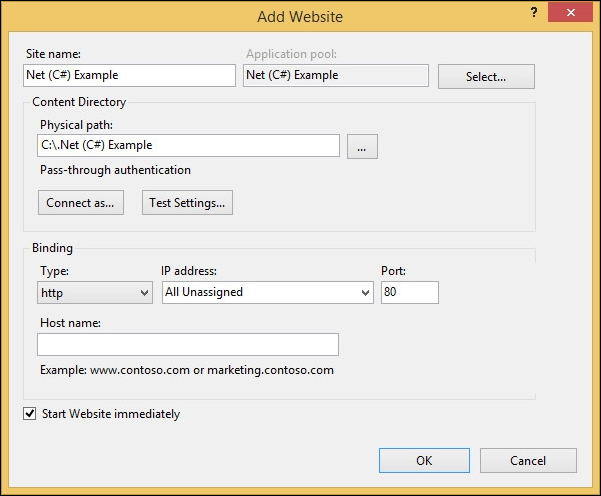 Add Website
?
Site name:
Application pool:
Net (C#) Example
Net (C#) Example
Select...
Content Directory
Physical path:
C:\.Net (C#) Example
...
Pass-through authentication
Connect as...
Test Settings...
Binding
Type:
IP address:
Port:
http
All Unassigned
80
Host name:
Example: www.contoso.com or marketing.contoso.com
Start Website immediately
OK
Cancel